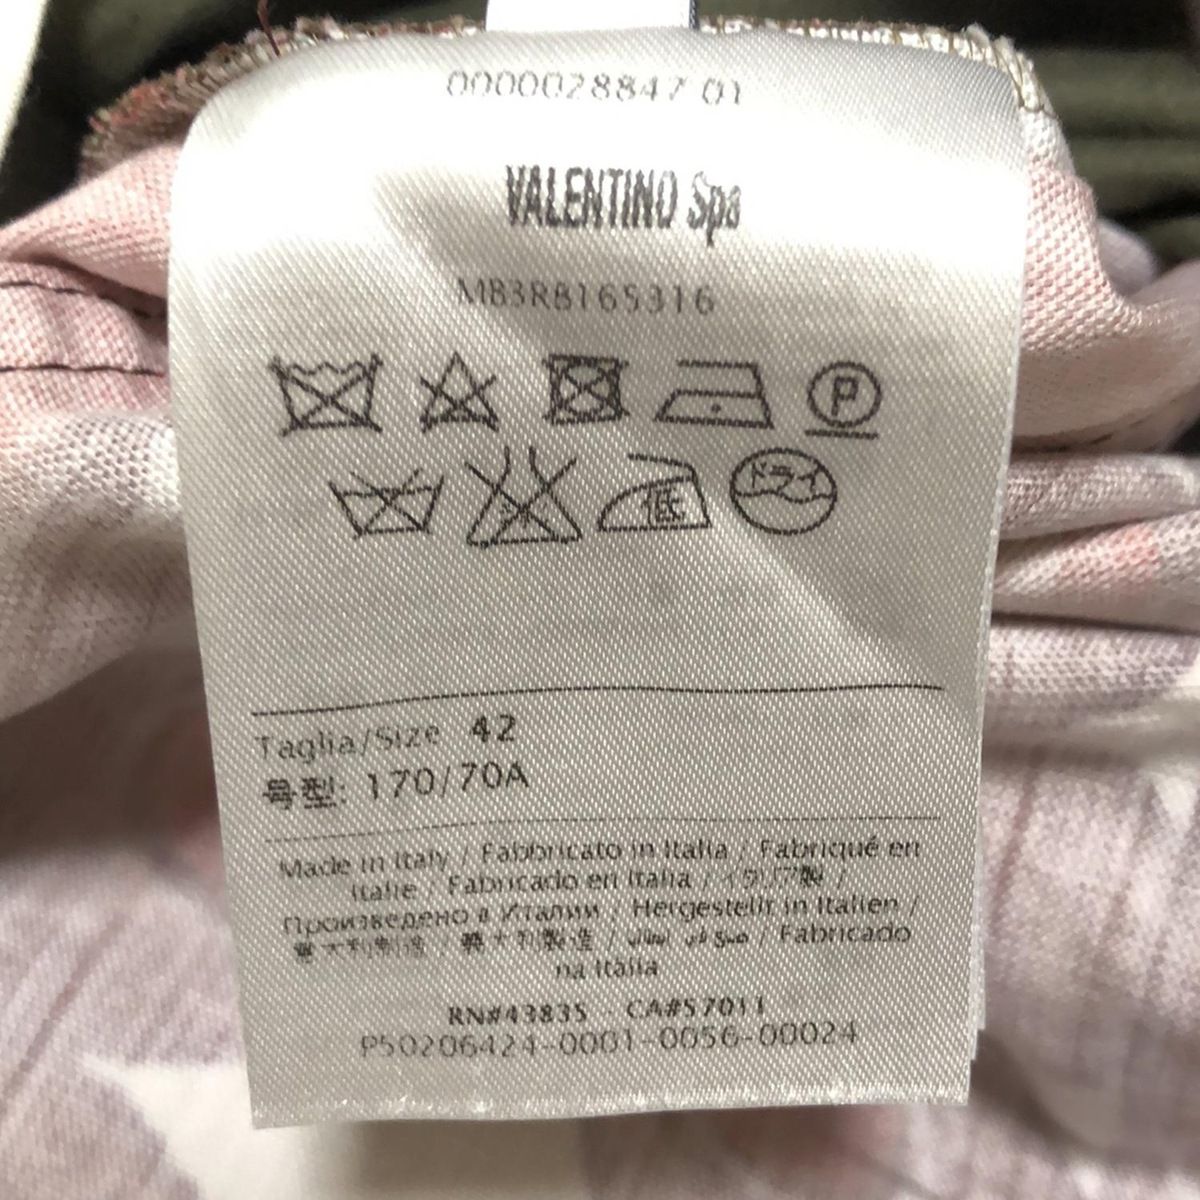 0000028847 01
VALENTINO Spa
MB3RB165316
P
低 ドライ
Taglia/Size 42
号型: 170/70A
Made in Italy / Fabbricato in Italia / Fabriqué en
Italie / Fabricado en Italia / イタリア製 /
Произведено в Италии / Hergestellt in Italien /
意大利制造 / 義大利製造 / صنع في إيطاليا / Fabricado
na Itália
RN#43835 - CA#57011
P50206424-0001-0056-00024